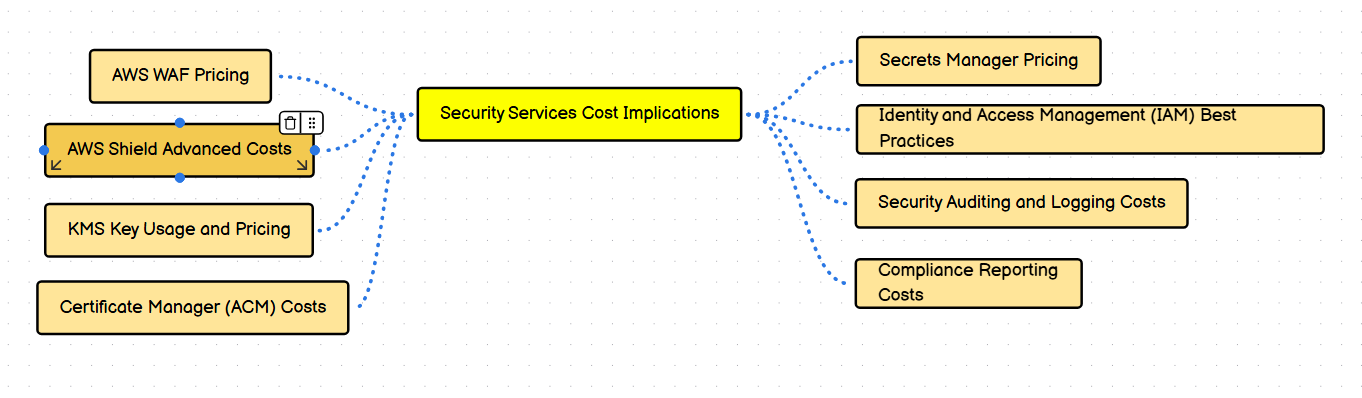 AWS WAF Pricing
AWS Shield Advanced Costs
KMS Key Usage and Pricing
Certificate Manager (ACM) Costs
Security Services Cost Implications
Secrets Manager Pricing
Identity and Access Management (IAM) Best
Practices
Security Auditing and Logging Costs
Compliance Reporting
Costs